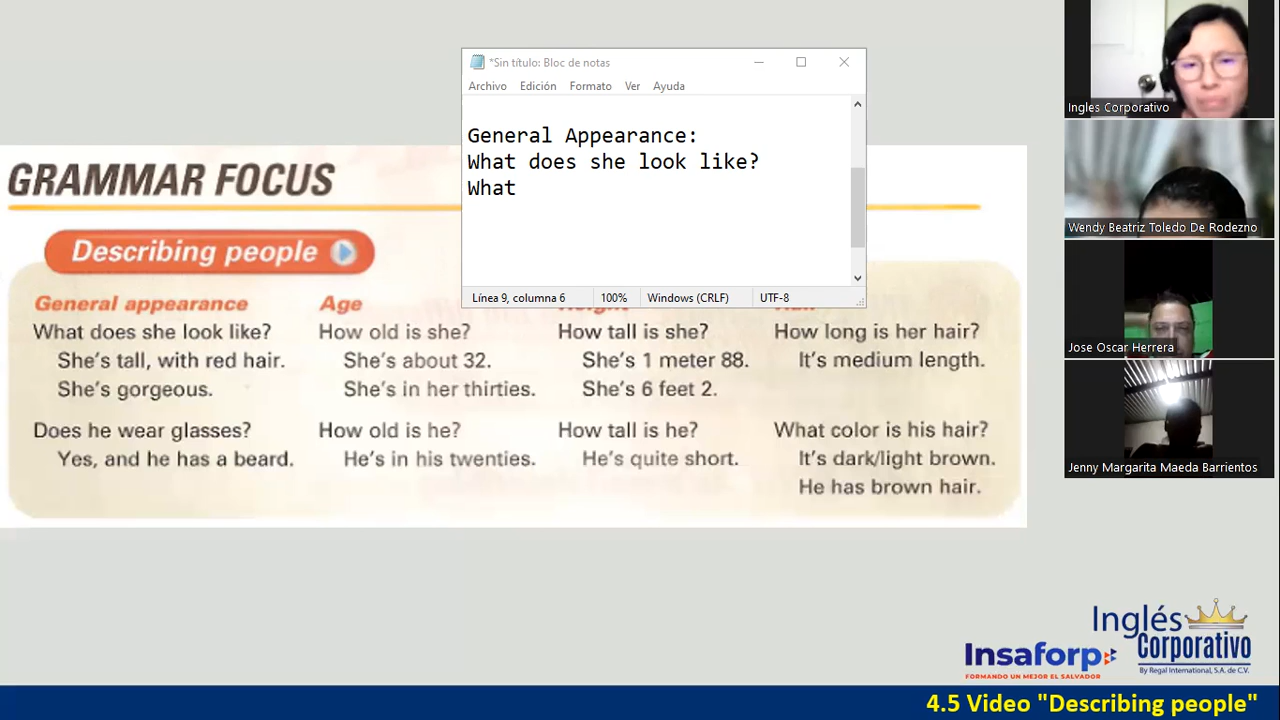 *Sin título: Bloc de notas
Archivo Edición Formato Ver Ayuda
General Appearance:
What does she look like?
What
Línea 9, columna 6 100% Windows (CRLF) UTF-8
GRAMMAR FOCUS
Describing people
General appearance
What does she look like?
She's tall, with red hair.
She's gorgeous.
Does he wear glasses?
Yes, and he has a beard.
Age
How old is she?
She's about 32.
She's in her thirties.
How old is he?
He's in his twenties.
How tall is she?
She's 1 meter 88.
She's 6 feet 2.
How tall is he?
He's quite short.
How long is her hair?
It's medium length.
What color is his hair?
It's dark/light brown.
He has brown hair.
Ingles Corporativo
Wendy Beatriz Toledo De Rodezno
Jose Oscar Herrera
Jenny Margarita Maeda Barrientos
Insaforp
FORMANDO UN MEJOR EL SALVADOR
Inglés
Corporativo
By Regal International, S.A. de C.V.
4.5 Video "Describing people"